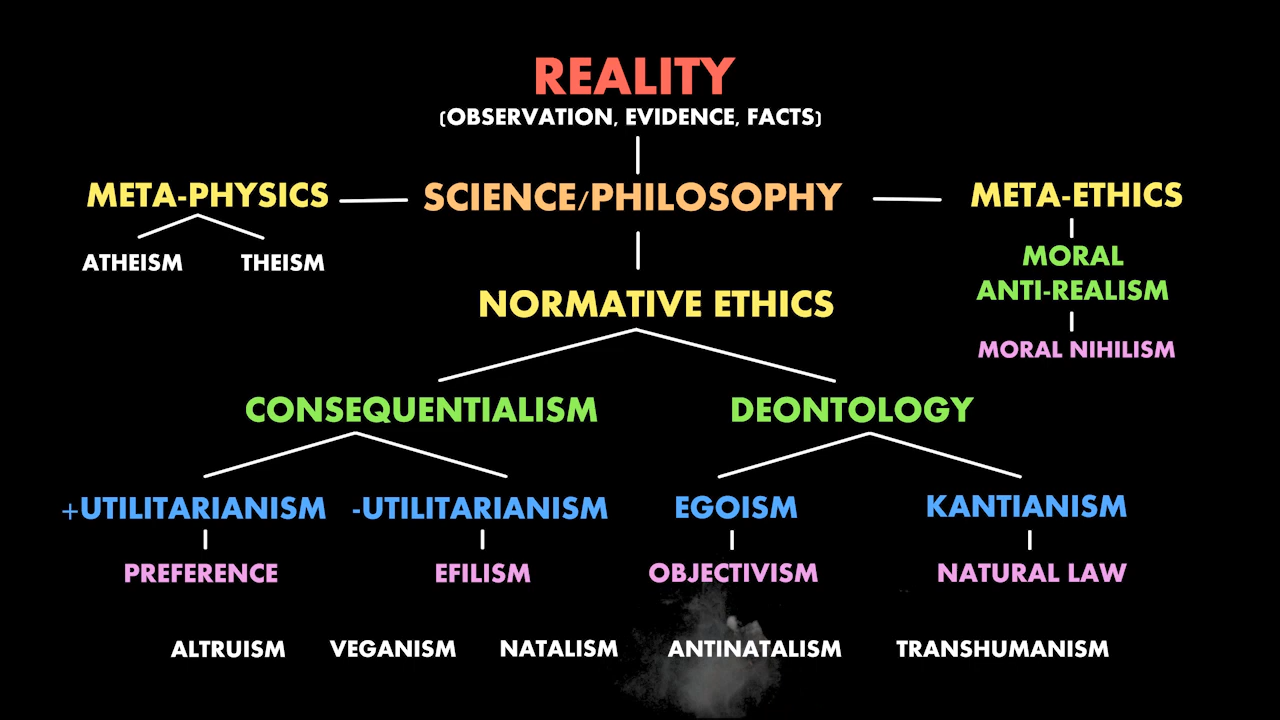 REALITY
(OBSERVATION, EVIDENCE, FACTS)
META-PHYSICS
SCIENCE/PHILOSOPHY
META-ETHICS
ATHEISM
THEISM
MORAL
ANTI-REALISM
MORAL NIHILISM
NORMATIVE ETHICS
CONSEQUENTIALISM
DEONTOLOGY
+UTILITARIANISM
-UTILITARIANISM
EGOISM
KANTIANISM
PREFERENCE
EFILISM
OBJECTIVISM
NATURAL LAW
ALTRUISM
VEGANISM
NATALISM
ANTINATALISM
TRANSHUMANISM